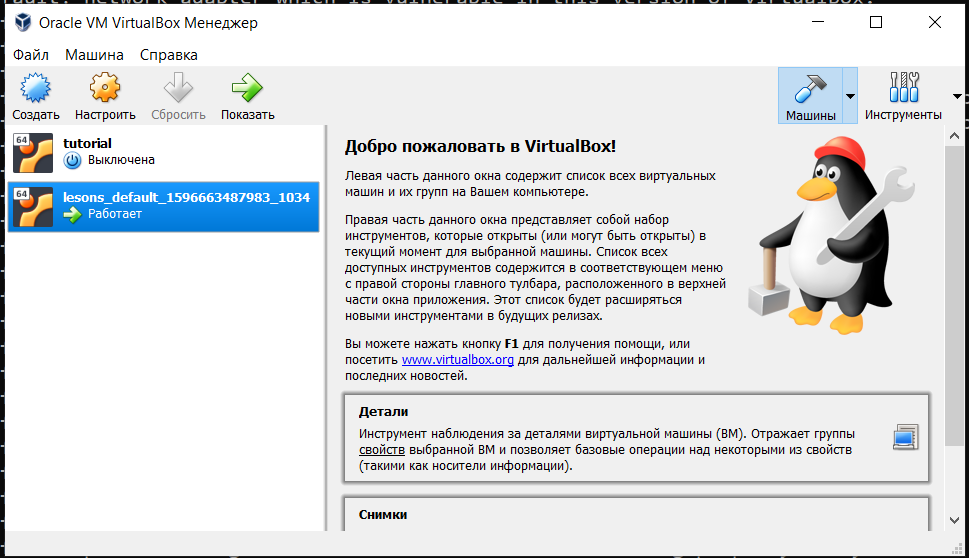 Oracle VM VirtualBox Менеджер
Файл Машина Справка
Создать Настроить Сбросить Показать Машины Инструменты
64 tutorial
Выключена
64 lesons_default_1596663487983_1034
Работает
Добро пожаловать в VirtualBox!
Левая часть данного окна содержит список всех виртуальных
машин и их групп на Вашем компьютере.
Правая часть данного окна представляет собой набор
инструментов, которые открыты (или могут быть открыты) в
текущий момент для выбранной машины. Список всех
доступных инструментов содержится в соответствующем меню
с правой стороны главного тулбара, расположенного в верхней
части окна приложения. Этот список будет расширяться
новыми инструментами в будущих релизах.
Вы можете нажать кнопку F1 для получения помощи, или
посетить www.virtualbox.org для дальнейшей информации и
последних новостей.
Детали
Инструмент наблюдения за деталями виртуальной машины (ВМ). Отражает группы
свойств выбранной ВМ и позволяет базовые операции над некоторыми из свойств
(такими как носители информации).
Снимки